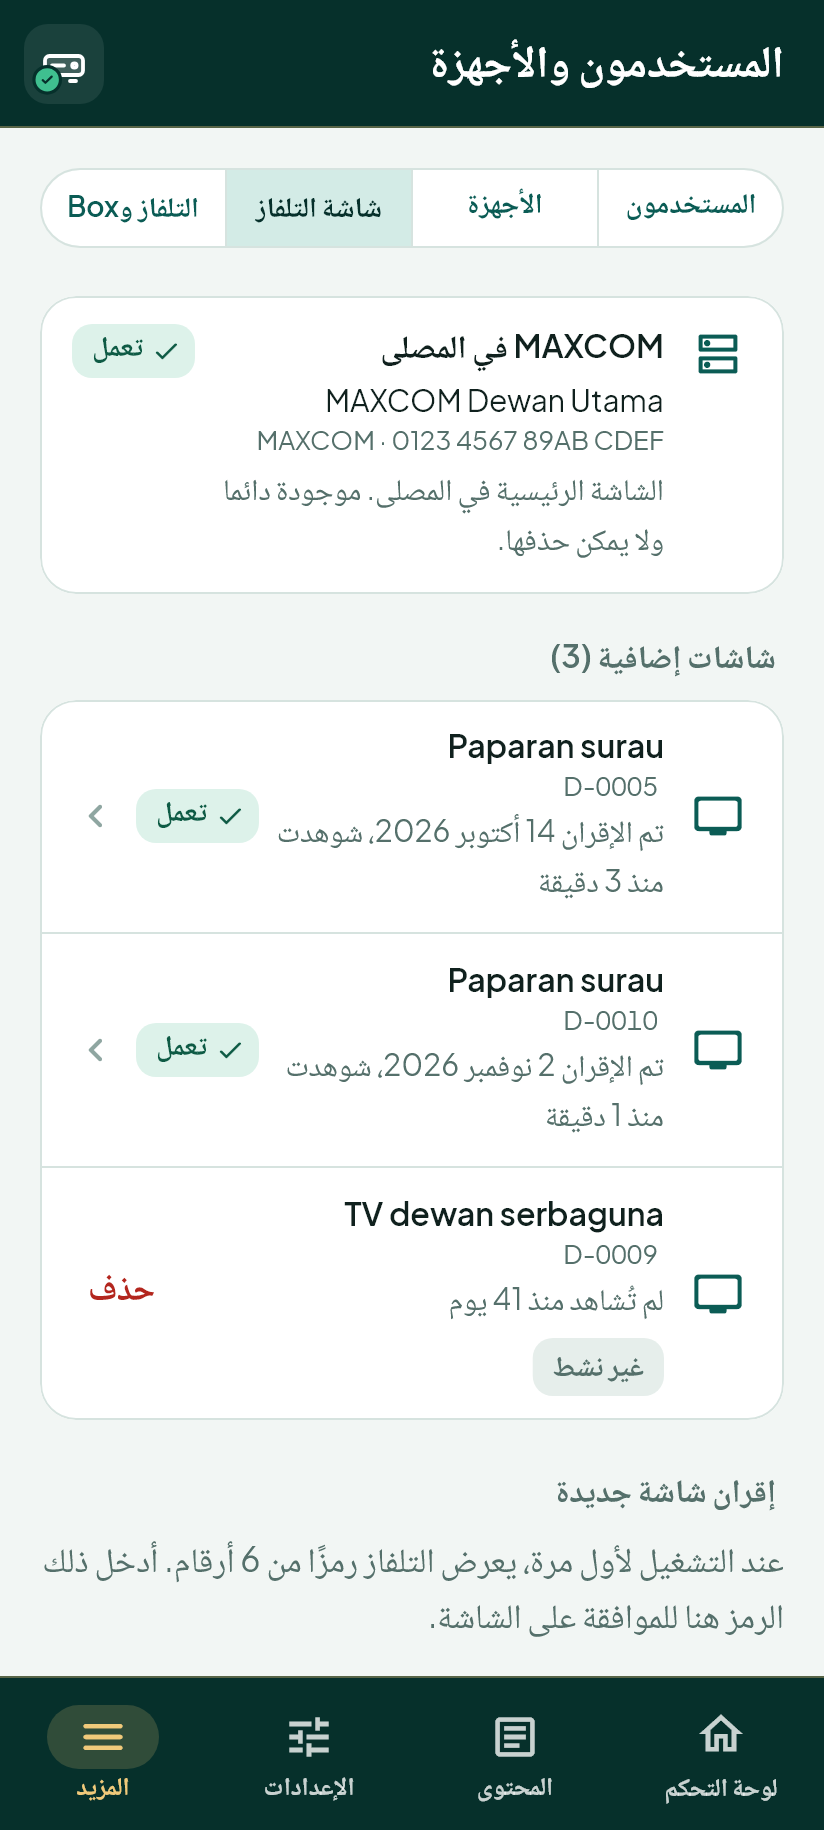 المستخدمون والأجهزة
المستخدمون
الأجهزة
شاشة التلفاز
التلفاز وBox
MAXCOM في المصلى
تعمل
MAXCOM Dewan Utama
MAXCOM · 0123 4567 89AB CDEF
الشاشة الرئيسية في المصلى. موجودة دائما
ولا يمكن حذفها.
شاشات إضافية (3)
Paparan surau
D-0005
تم الإقران 14 أكتوبر 2026، شوهدت
منذ 3 دقيقة
تعمل
Paparan surau
D-0010
تم الإقران 2 نوفمبر 2026، شوهدت
منذ 1 دقيقة
تعمل
TV dewan serbaguna
D-0009
لم تُشاهد منذ 41 يوم
غير نشط
حذف
إقران شاشة جديدة
عند التشغيل لأول مرة، يعرض التلفاز رمزًا من 6 أرقام. أدخل ذلك
الرمز هنا للموافقة على الشاشة.
لوحة التحكم
المحتوى
الإعدادات
المزيد